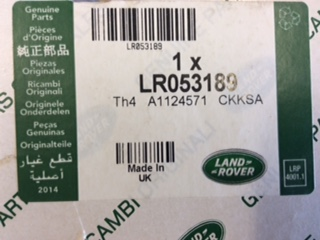 Genuine
Parts
Pièces
d'Origine
純正部品
Piezas
Originales
Ricambi
Originali
Originele
Onderdelen
Peças
Genuinas
Originalteile
قطع غيار
أصلية
2014
LR053189
1 x
LR053189
Th4 A1124571 CKKSA
Made In
UK
LAND
ROVER
LRP
4001.1